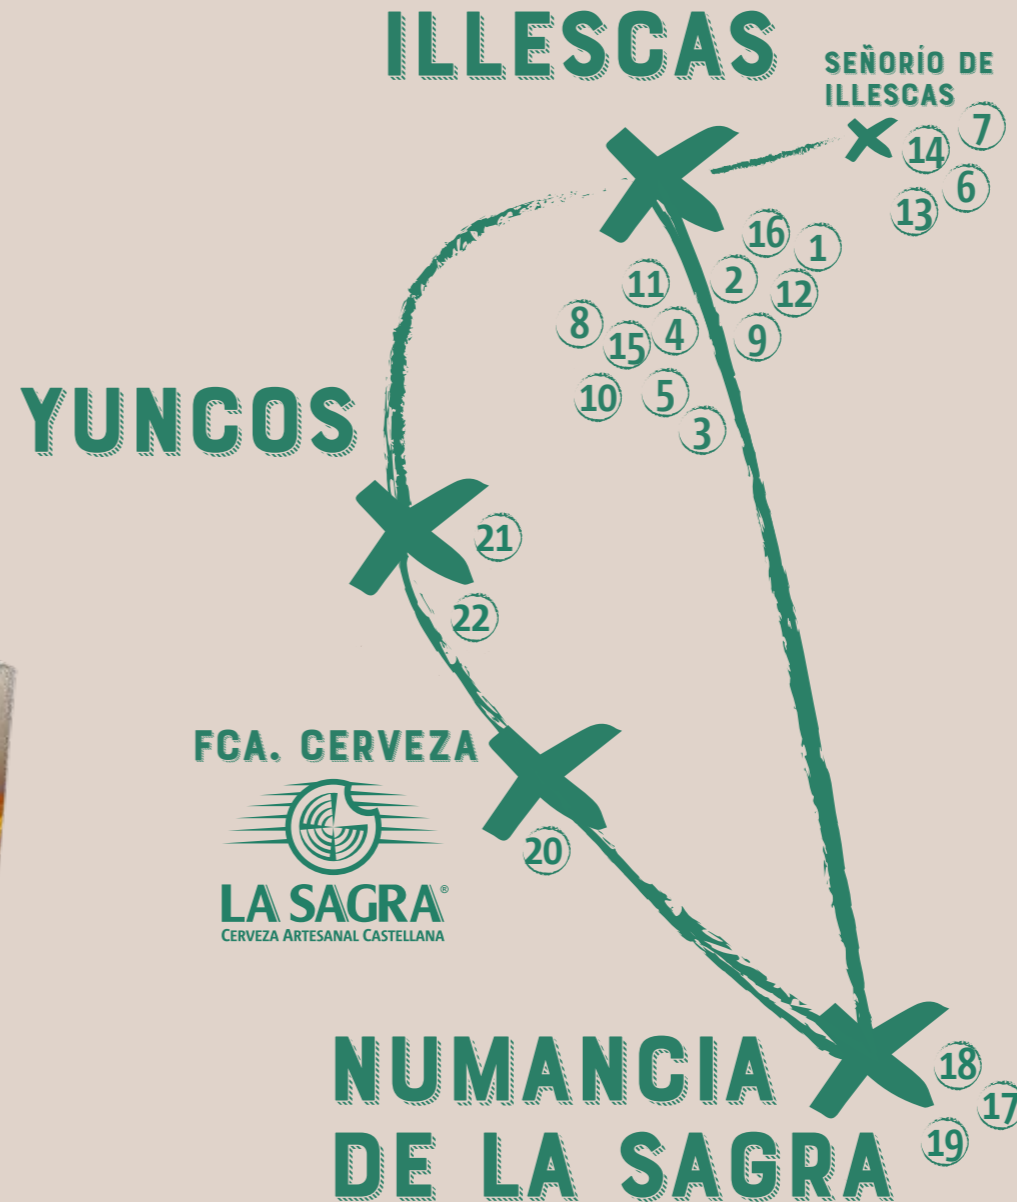 ILLESCAS
SEÑORÍO DE
ILLESCAS
7
14
6
13
16
1
2
12
11
9
8
15
4
10
5
3
YUNCOS
21
22
FCA. CERVEZA
20
LA SAGRA®
CERVEZA ARTESANAL CASTELLANA
NUMANCIA
DE LA SAGRA
18
17
19